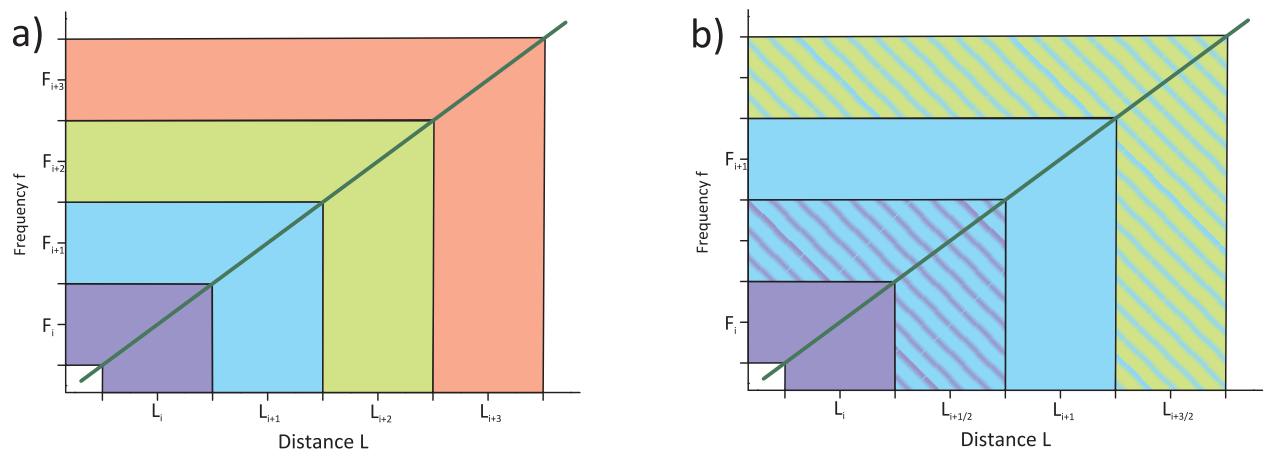 a)
F_{i+3}
F_{i+2}
F_{i+1}
F_i
Frequency f
L_i L_{i+1} L_{i+2} L_{i+3}
Distance L
b)
F_{i+1}
F_i
Frequency f
L_i L_{i+1/2} L_{i+1} L_{i+3/2}
Distance L